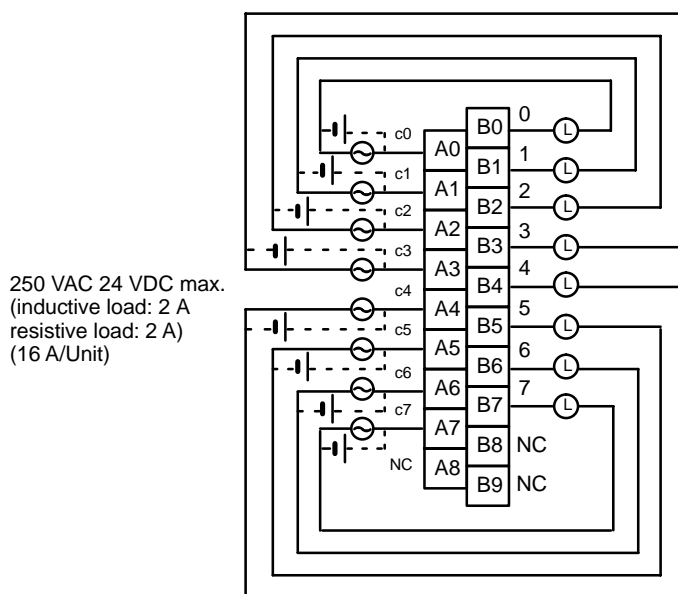 250 VAC 24 VDC max.
(inductive load: 2 A
resistive load: 2 A)
(16 A/Unit)
c0
c1
c2
c3
c4
c5
c6
c7
NC
A0
A1
A2
A3
A4
A5
A6
A7
A8
B0
B1
B2
B3
B4
B5
B6
B7
B8
B9
0
1
2
3
4
5
6
7
NC
NC
L
L
L
L
L
L
L
L